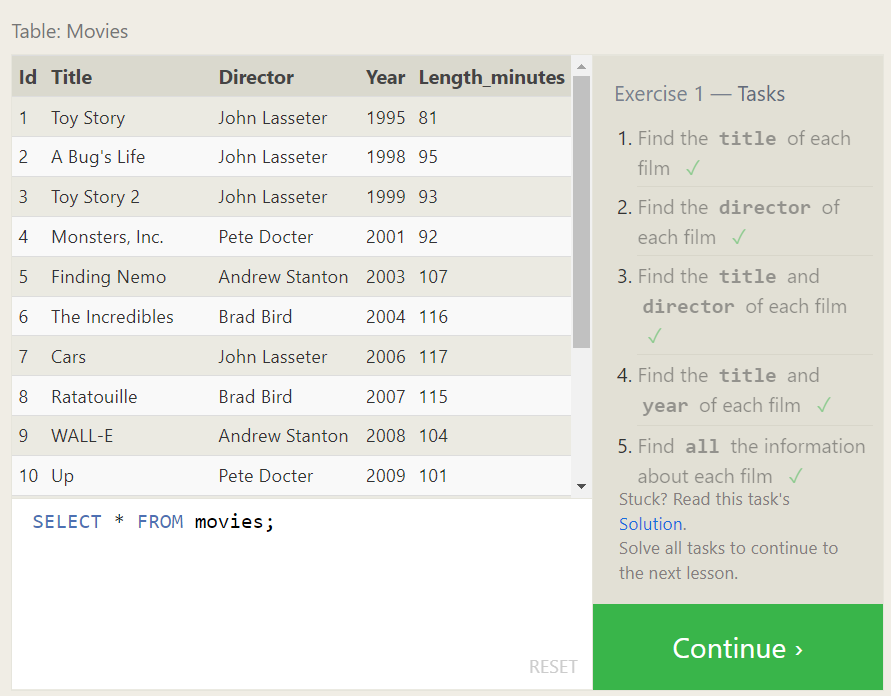 Table: Movies
Id Title Director Year Length_minutes
1 Toy Story John Lasseter 1995 81
2 A Bug's Life John Lasseter 1998 95
3 Toy Story 2 John Lasseter 1999 93
4 Monsters, Inc. Pete Docter 2001 92
5 Finding Nemo Andrew Stanton 2003 107
6 The Incredibles Brad Bird 2004 116
7 Cars John Lasseter 2006 117
8 Ratatouille Brad Bird 2007 115
9 WALL-E Andrew Stanton 2008 104
10 Up Pete Docter 2009 101
SELECT * FROM movies;
RESET
Exercise 1 — Tasks
1. Find the title of each
film ✓
2. Find the director of
each film ✓
3. Find the title and
director of each film
✓
4. Find the title and
year of each film ✓
5. Find all the information
about each film ✓
Stuck? Read this task's
Solution.
Solve all tasks to continue to
the next lesson.
Continue ›